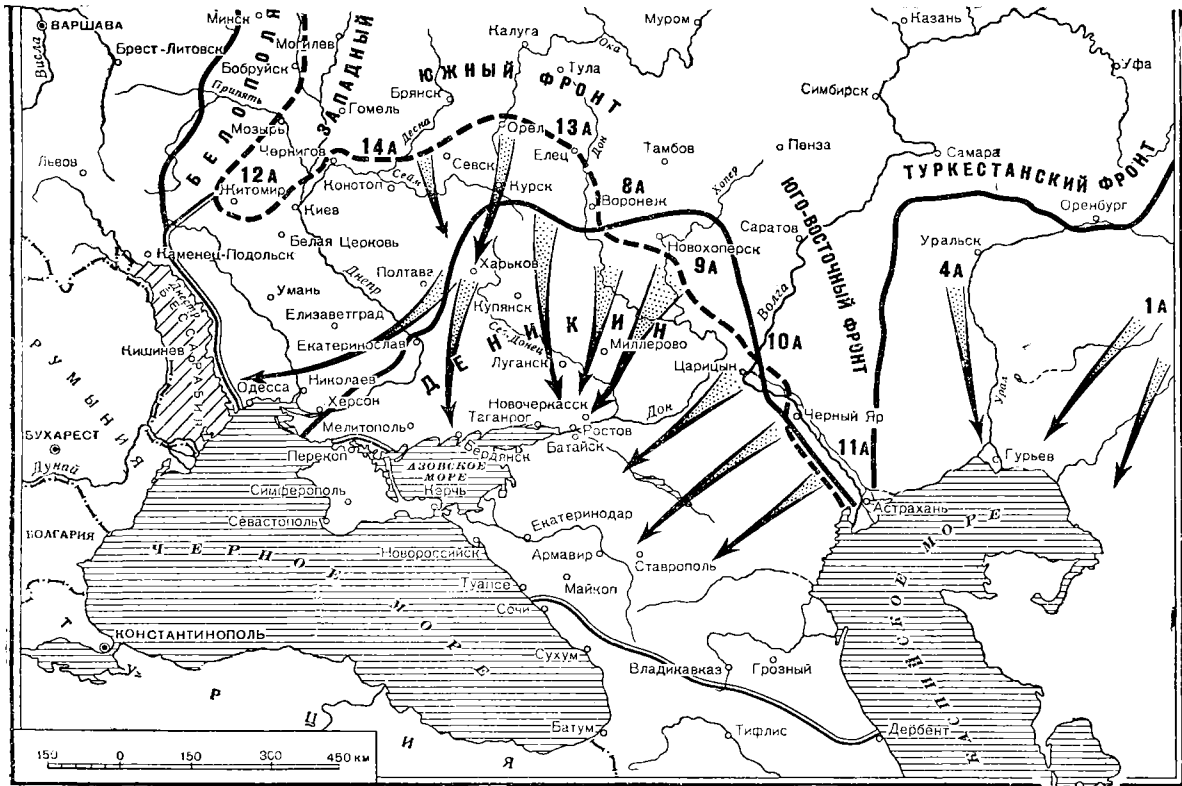 ВАРШАВА
Минск
Могилев
Калуга
Муром
Казань
Висла
Брест-Литовск
Бобруйск
Припять
БЕЛОПОЛЯ
ЗАПАДНЫЙ
ЮЖНЫЙ ФРОНТ
Ока
Тула
Брянск
Симбирск
Уфа
Гомель
Мозырь
Десна
Орел
13А
14А
Чернигов
Севск
Елец
Дон
Тамбов
Пенза
Самара
ТУРКЕСТАНСКИЙ ФРОНТ
Львов
12А
Житомир
Конотоп
Сейм
Курск
8А
Воронеж
Хопер
Саратов
ЮГО-ВОСТОЧНЫЙ ФРОНТ
Оренбург
Киев
Белая Церковь
Новохоперск
9А
Уральск
4А
Каменец-Подольск
Днепр
Полтава
Харьков
Волга
1А
Умань
Купянск
Елизаветград
Екатеринослав
Сев. Донец
Миллерово
ДЕНИКИН
10А
Луганск
Царицын
Урал
РУМЫНИЯ
Днестр
БЕССАРАБИЯ
Кишинев
Одесса
Николаев
Херсон
Новочеркасск
Дон
Черный Яр
Таганрог
Ростов
Батайск
11А
Мелитополь
Бердянск
БУХАРЕСТ
Дунай
Перекоп
АЗОВСКОЕ
МОРЕ
Гурьев
Симферополь
Керчь
Астрахань
Севастополь
Екатеринодар
БОЛГАРИЯ
ЧЕРНОЕ МОРЕ
Новороссийск
Армавир
Ставрополь
КАСПИЙСКОЕ МОРЕ
Туапсе
Майкоп
Сочи
КОНСТАНТИНОПОЛЬ
Сухум
Владикавказ
Грозный
ТУРЦИЯ
Батум
Тифлис
Дербент
150 0 150 300 450 км